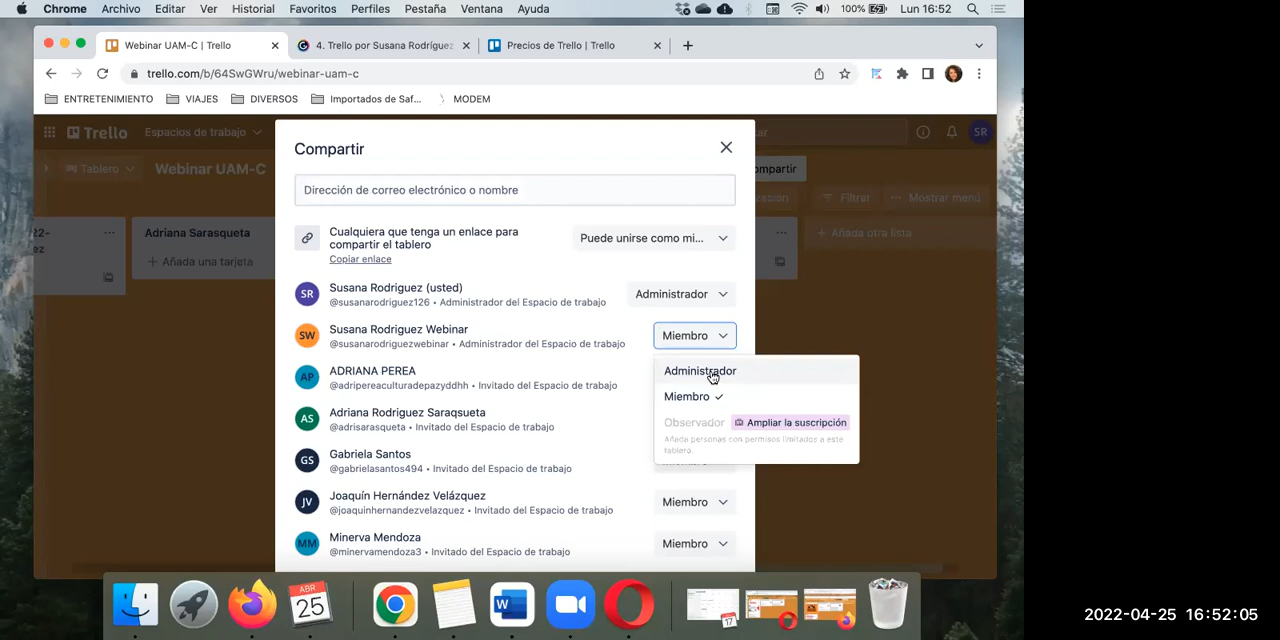 Chrome Archivo Editar Ver Historial Favoritos Perfiles Pestaña Ventana Ayuda 100% Lun 16:52
Webinar UAM-C | Trello
4. Trello por Susana Rodríguez
Precios de Trello | Trello
trello.com/b/64SwGWru/webinar-uam-c
ENTRETENIMIENTO VIAJES DIVERSOS Importados de Saf... MODEM
Trello Espacios de trabajo SR
Tablero Webinar UAM-C
Filtrar Mostrar menú
Adriana Sarasqueta
Añada una tarjeta
Añada otra lista
Compartir
Dirección de correo electrónico o nombre
Cualquiera que tenga un enlace para
compartir el tablero
Copiar enlace
Puede unirse como mi...
SR Susana Rodriguez (usted)
@susanarodriguez126 • Administrador del Espacio de trabajo
Administrador
SW Susana Rodriguez Webinar
@susanarodriguezwebinar • Administrador del Espacio de trabajo
Miembro
Administrador
Miembro
Observador Ampliar la suscripción
Añada personas con permisos limitados a este
tablero.
AP ADRIANA PEREA
@adripereaculturadepazyddhh • Invitado del Espacio de trabajo
AS Adriana Rodriguez Saraqsueta
@adrisarasqueta • Invitado del Espacio de trabajo
GS Gabriela Santos
@gabrielasantos494 • Invitado del Espacio de trabajo
JV Joaquín Hernández Velázquez
@joaquinhernandezvelazquez • Invitado del Espacio de trabajo
Miembro
MM Minerva Mendoza
@minervamendoza3 • Invitado del Espacio de trabajo
Miembro
ABR
25
W
17
2022-04-25 16:52:05